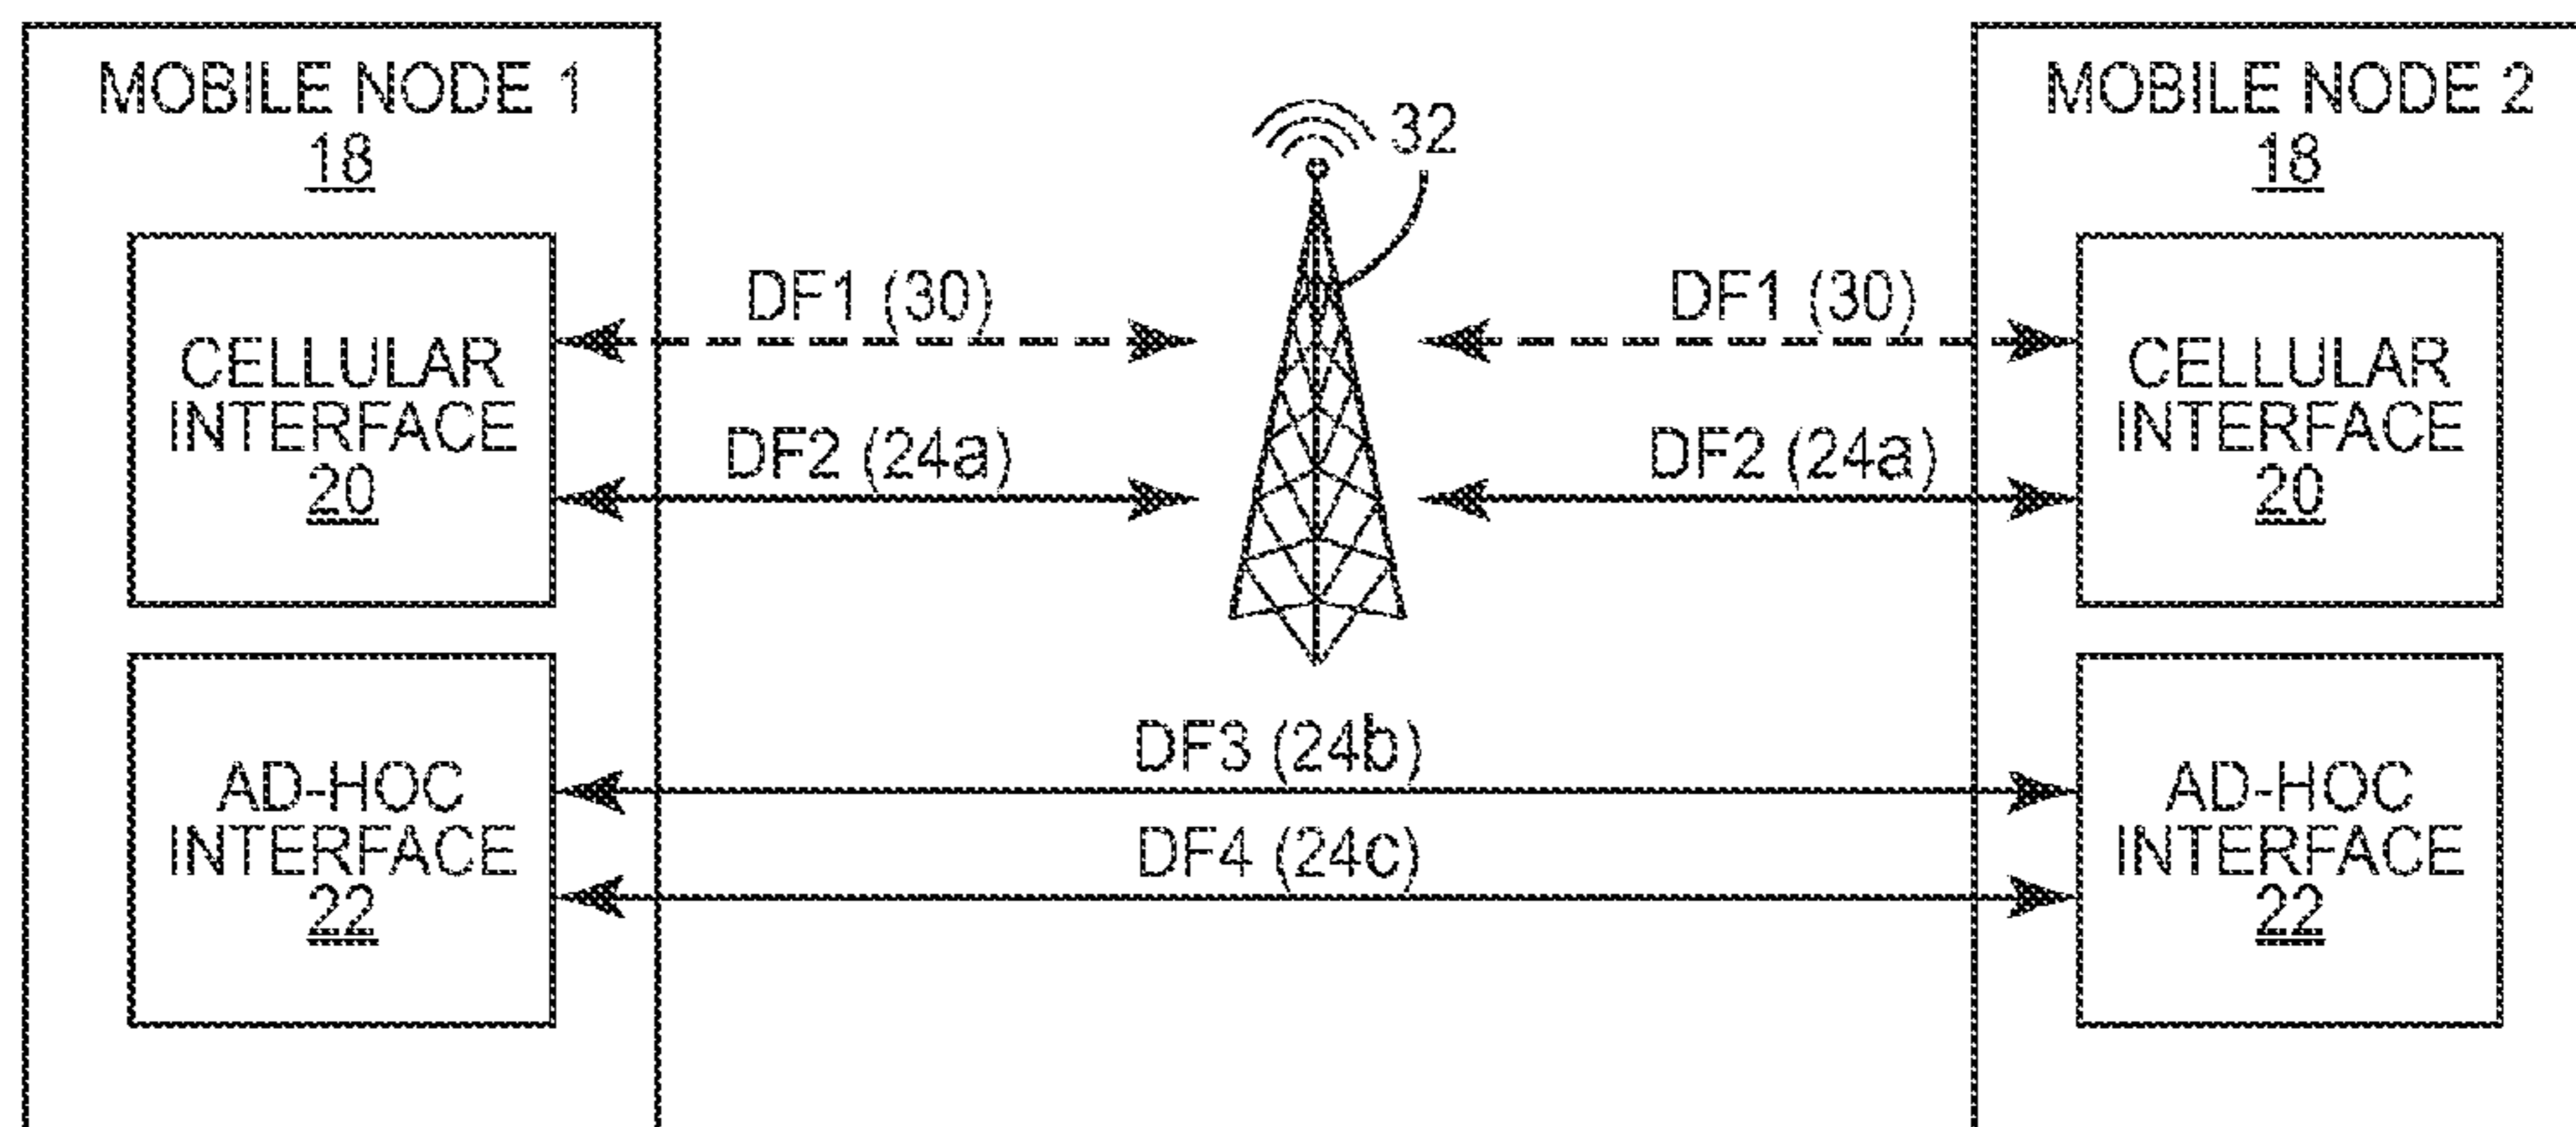 MOBILE NODE 1
18
CELLULAR
INTERFACE
20
AD-HOC
INTERFACE
22
32
DF1 (30)
DF1 (30)
DF2 (24a)
DF2 (24a)
DF3 (24b)
DF4 (24c)
MOBILE NODE 2
18
CELLULAR
INTERFACE
20
AD-HOC
INTERFACE
22